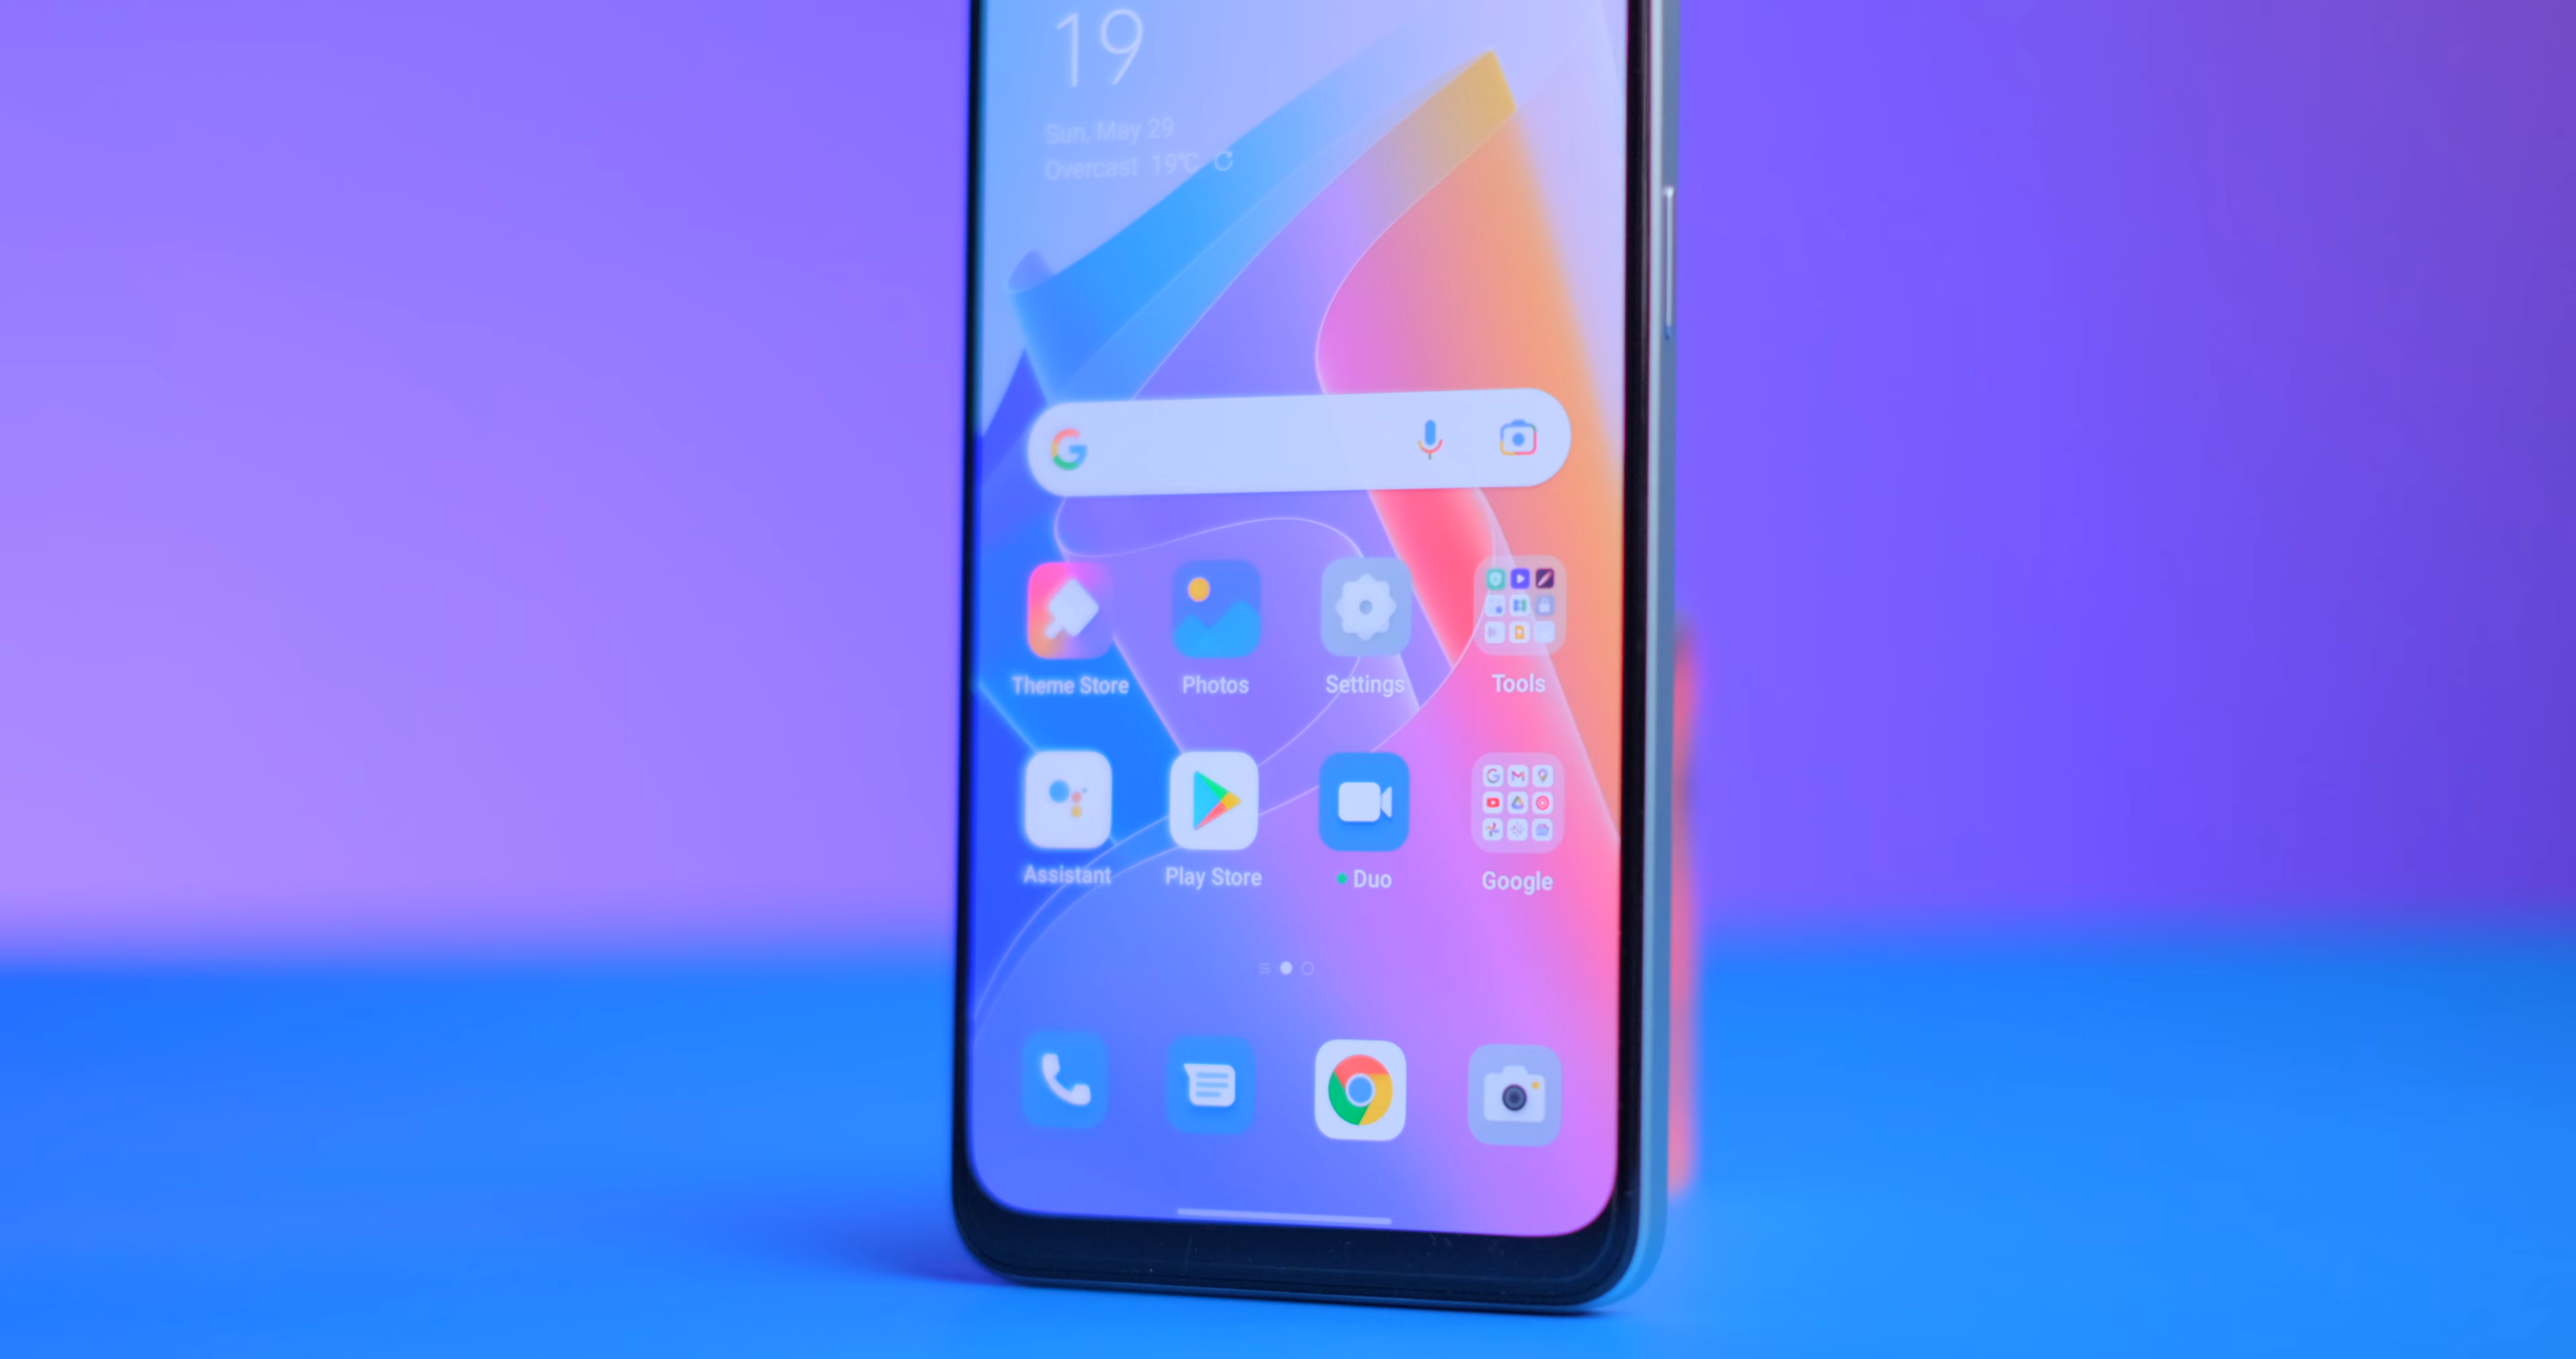 19
Sun, May 29
Overcast 19°C
Theme Store
Photos
Settings
Tools
Assistant
Play Store
Duo
Google